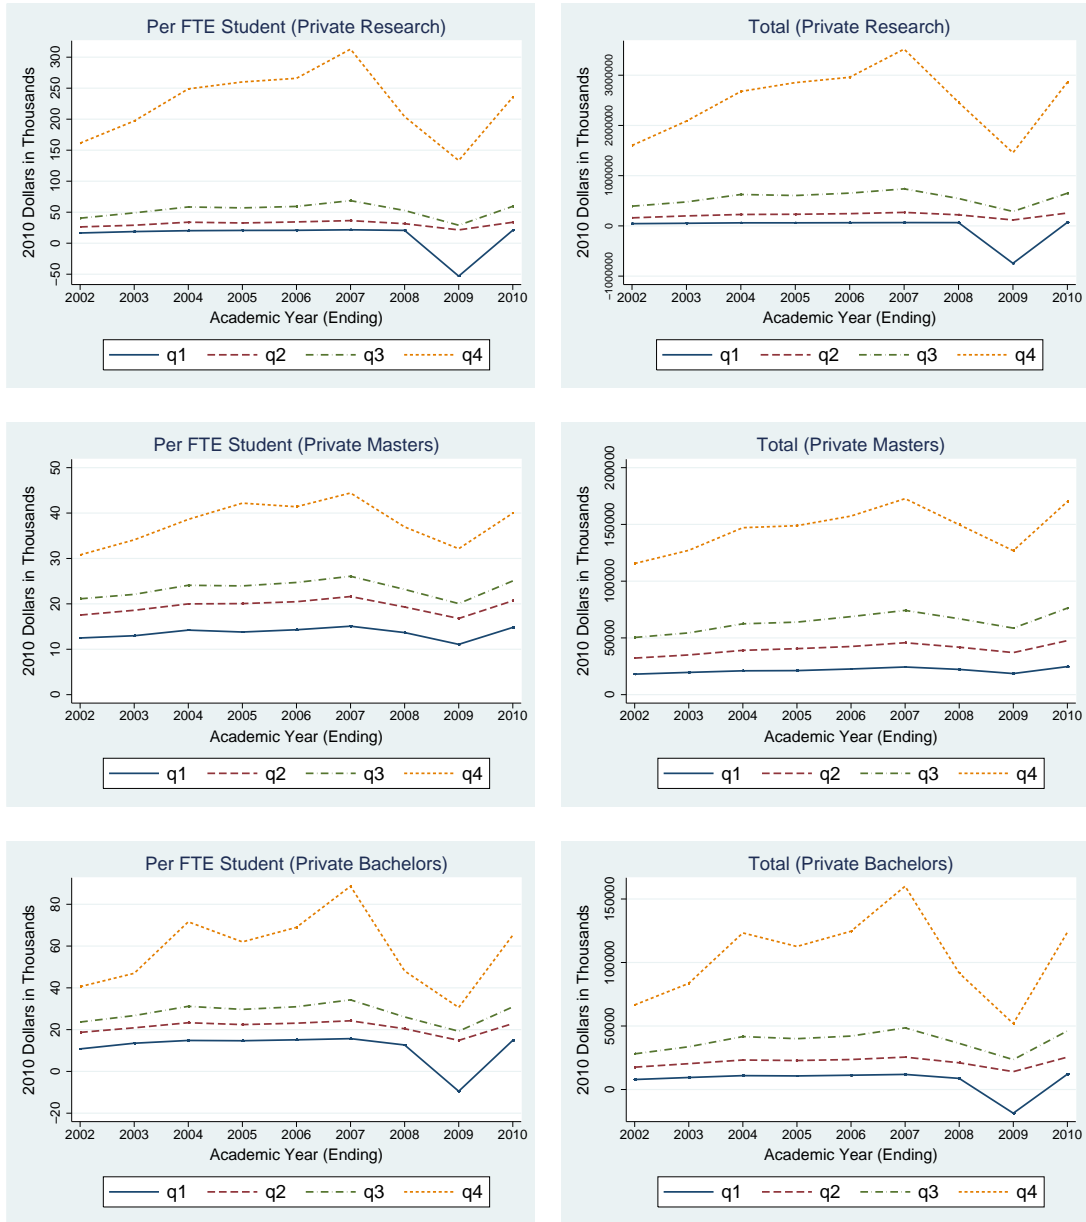 Per FTE Student (Private Research)
2010 Dollars in Thousands
300
250
200
150
100
50
0
−50
2002 2003 2004 2005 2006 2007 2008 2009 2010
Academic Year (Ending)
q1 q2 q3 q4
Total (Private Research)
2010 Dollars in Thousands
3000000
2000000
1000000
0
−1000000
2002 2003 2004 2005 2006 2007 2008 2009 2010
Academic Year (Ending)
q1 q2 q3 q4
Per FTE Student (Private Masters)
2010 Dollars in Thousands
50
40
30
20
10
0
2002 2003 2004 2005 2006 2007 2008 2009 2010
Academic Year (Ending)
q1 q2 q3 q4
Total (Private Masters)
2010 Dollars in Thousands
200000
150000
100000
50000
0
2002 2003 2004 2005 2006 2007 2008 2009 2010
Academic Year (Ending)
q1 q2 q3 q4
Per FTE Student (Private Bachelors)
2010 Dollars in Thousands
80
60
40
20
0
−20
2002 2003 2004 2005 2006 2007 2008 2009 2010
Academic Year (Ending)
q1 q2 q3 q4
Total (Private Bachelors)
2010 Dollars in Thousands
150000
100000
50000
0
2002 2003 2004 2005 2006 2007 2008 2009 2010
Academic Year (Ending)
q1 q2 q3 q4